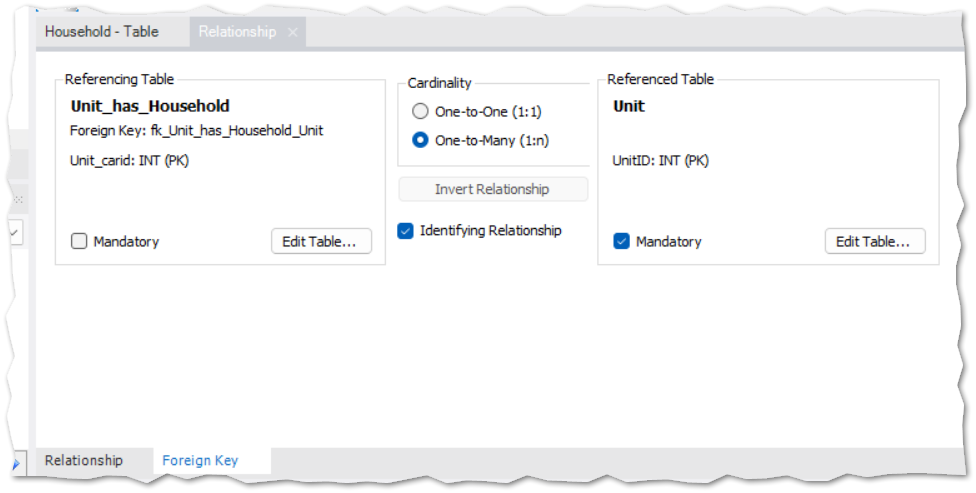 Household - Table
Relationship
Referencing Table
Unit_has_Household
Foreign Key: fk_Unit_has_Household_Unit
Unit_carid: INT (PK)
Mandatory
Edit Table...
Cardinality
One-to-One (1:1)
One-to-Many (1:n)
Invert Relationship
Identifying Relationship
Referenced Table
Unit
UnitID: INT (PK)
Mandatory
Edit Table...
Relationship
Foreign Key